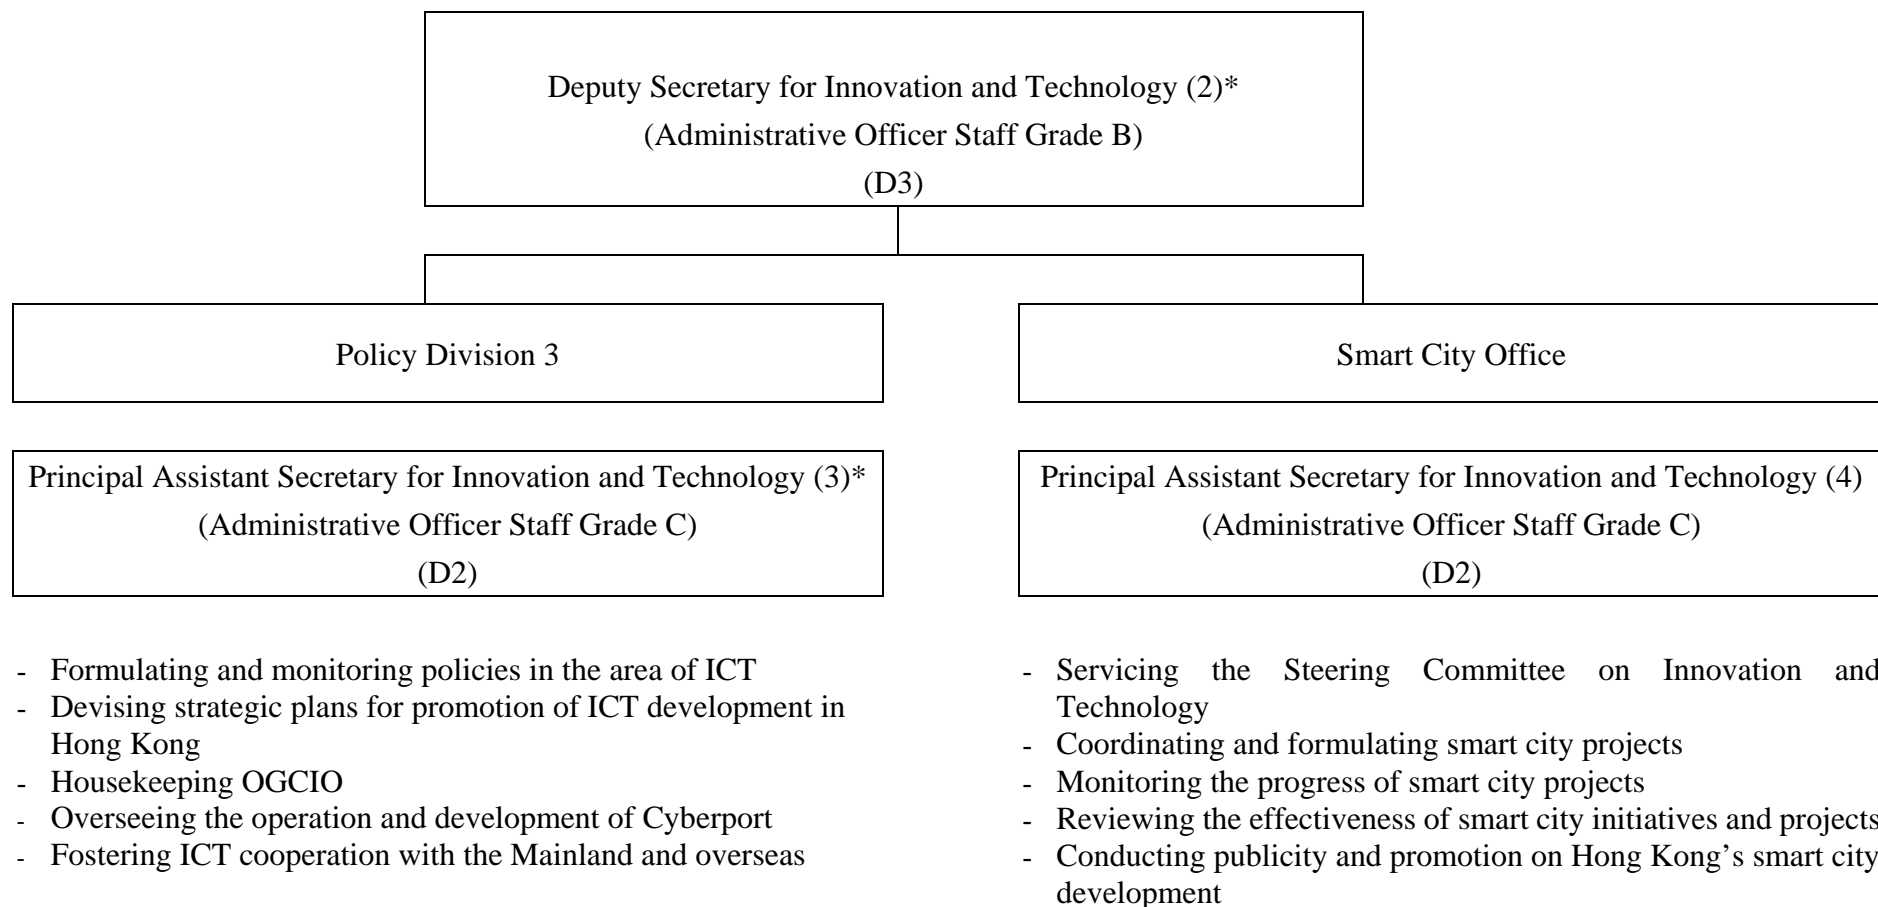 Deputy Secretary for Innovation and Technology (2)*
(Administrative Officer Staff Grade B)
(D3)
Policy Division 3
Smart City Office
Principal Assistant Secretary for Innovation and Technology (3)*
(Administrative Officer Staff Grade C)
(D2)
Principal Assistant Secretary for Innovation and Technology (4)
(Administrative Officer Staff Grade C)
(D2)
- Formulating and monitoring policies in the area of ICT
- Devising strategic plans for promotion of ICT development in
Hong Kong
- Housekeeping OGCIO
- Overseeing the operation and development of Cyberport
- Fostering ICT cooperation with the Mainland and overseas
- Servicing the Steering Committee on Innovation and
Technology
- Coordinating and formulating smart city projects
- Monitoring the progress of smart city projects
- Reviewing the effectiveness of smart city initiatives and projects
- Conducting publicity and promotion on Hong Kong’s smart city
development